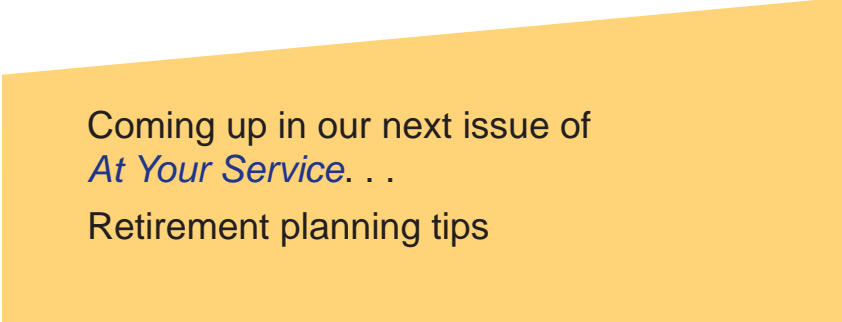 Coming up in our next issue of
At Your Service. . .
Retirement planning tips